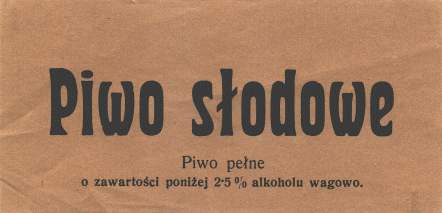 Piwo słodowe
Piwo pełne
o zawartości poniżej 2·5 % alkoholu wagowo.